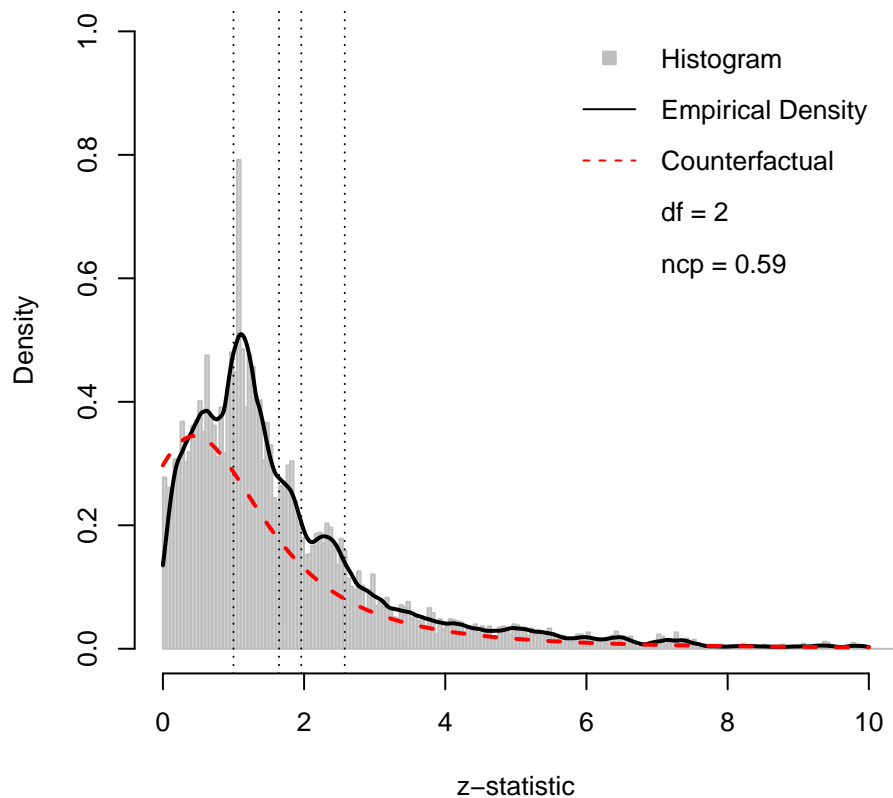 Histogram
Empirical Density
Counterfactual
df = 2
ncp = 0.59
Density
1.0
0.8
0.6
0.4
0.2
0.0
0 2 4 6 8 10
z−statistic